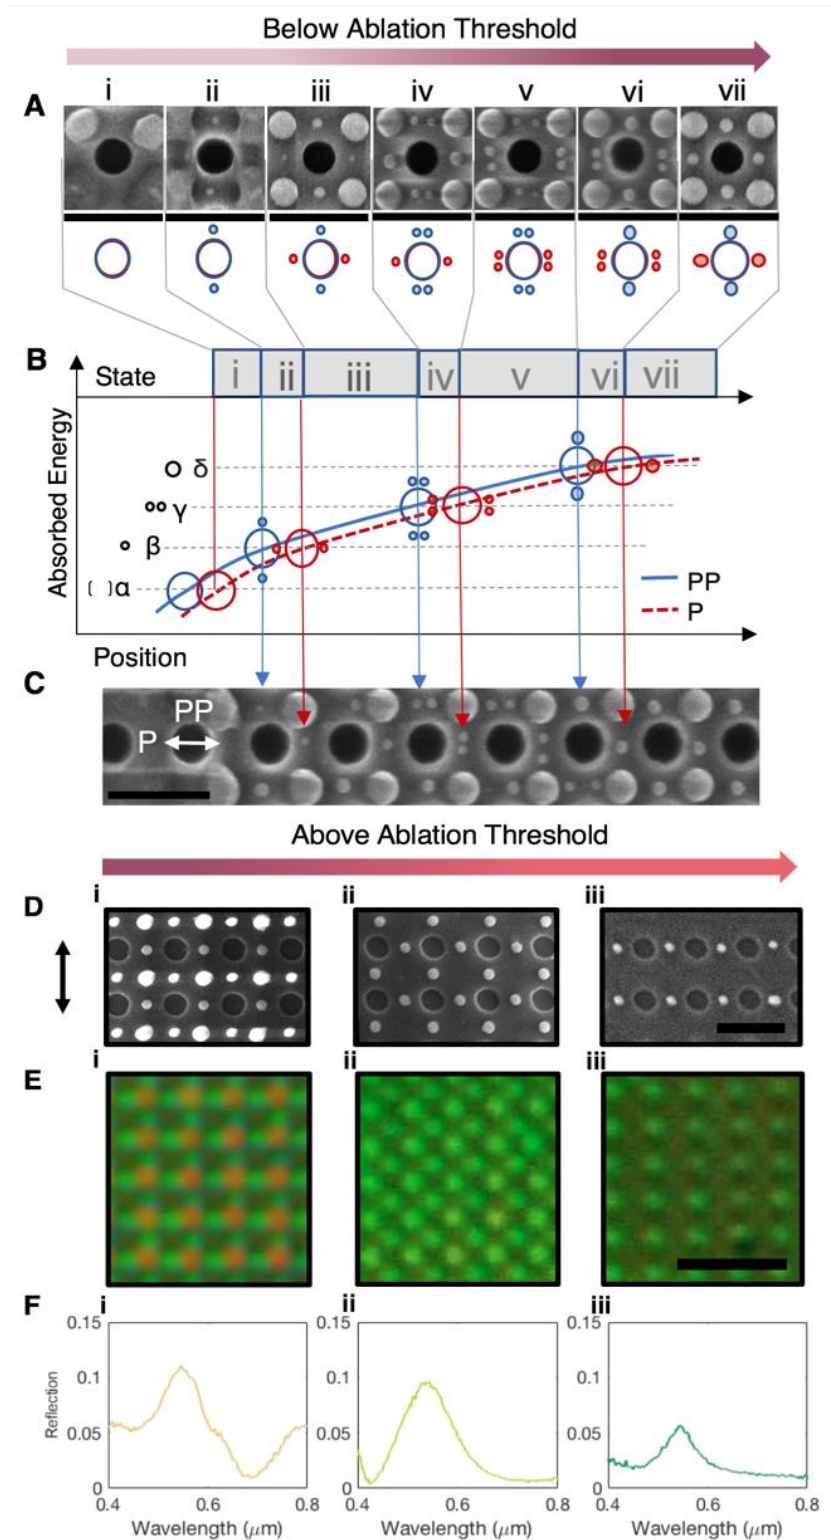 Below Ablation Threshold
i ii iii iv v vi vii
A
B
State
i ii iii iv v vi vii
Absorbed Energy
δ
γ
β
α
PP
P
Position
C
PP
P
Above Ablation Threshold
D
i ii iii
E
i ii iii
F
i ii iii
0.15 0.15 0.15
0.1 0.1 0.1
Reflection
0.05 0.05 0.05
0 0 0
0.4 0.6 0.8 0.4 0.6 0.8 0.4 0.6 0.8
Wavelength (μm) Wavelength (μm) Wavelength (μm)